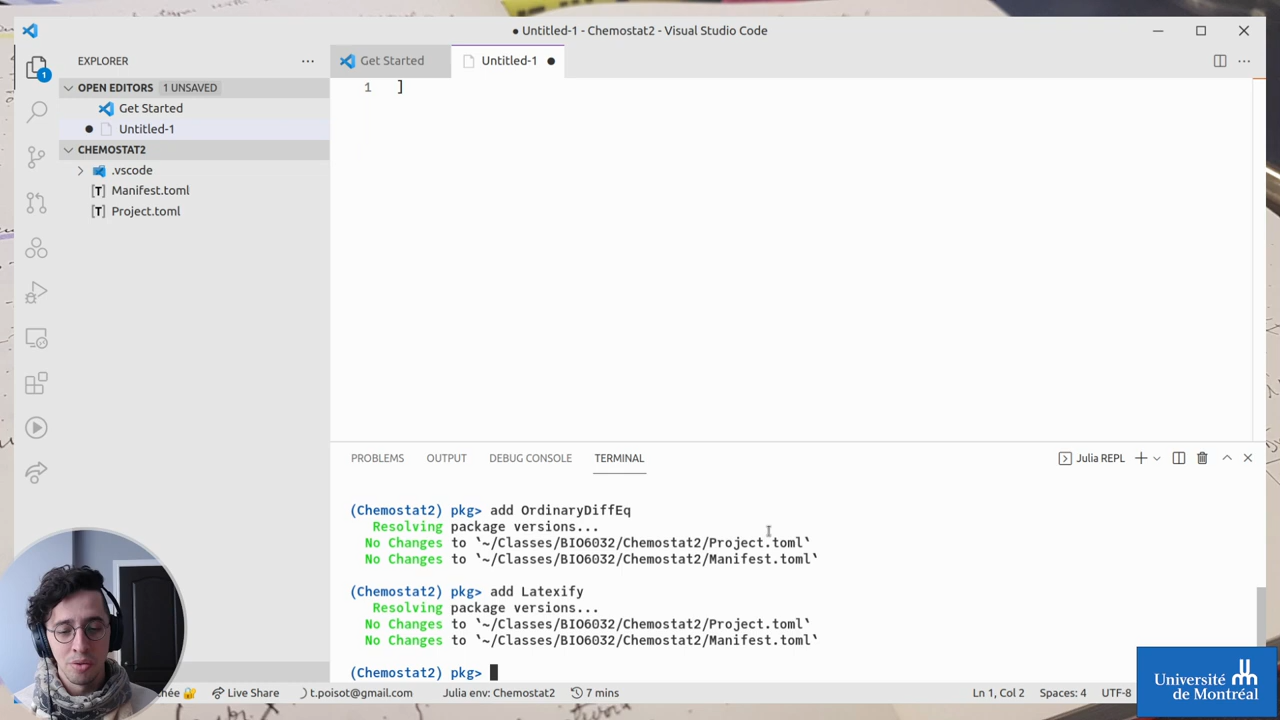 ● Untitled-1 - Chemostat2 - Visual Studio Code
EXPLORER
Get Started
Untitled-1
OPEN EDITORS 1 UNSAVED
Get Started
Untitled-1
CHEMOSTAT2
.vscode
[T] Manifest.toml
[T] Project.toml
1
1 ]
PROBLEMS OUTPUT DEBUG CONSOLE TERMINAL
Julia REPL
(Chemostat2) pkg> add OrdinaryDiffEq
Resolving package versions...
No Changes to `~/Classes/BIO6032/Chemostat2/Project.toml`
No Changes to `~/Classes/BIO6032/Chemostat2/Manifest.toml`
(Chemostat2) pkg> add Latexify
Resolving package versions...
No Changes to `~/Classes/BIO6032/Chemostat2/Project.toml`
No Changes to `~/Classes/BIO6032/Chemostat2/Manifest.toml`
(Chemostat2) pkg>
Live Share
t.poisot@gmail.com
Julia env: Chemostat2
7 mins
Ln 1, Col 2
Spaces: 4
UTF-8
Université
de Montréal